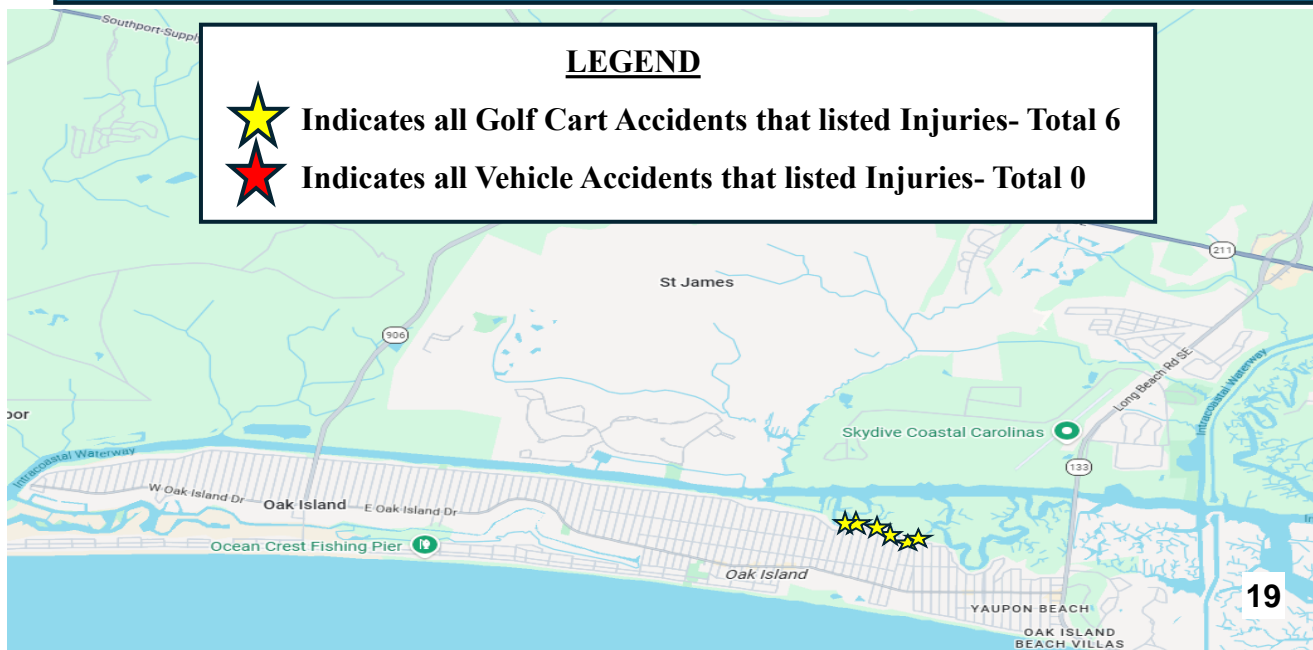 Southport-Supply
LEGEND
Indicates all Golf Cart Accidents that listed Injuries- Total 6
Indicates all Vehicle Accidents that listed Injuries- Total 0
211
St James
906
Long Beach Rd SE
Intracoastal Waterway
oor
Skydive Coastal Carolinas
133
Intracoastal Waterway
W Oak Island Dr
Oak Island
E Oak Island Dr
Ocean Crest Fishing Pier
Oak Island
19
YAUPON BEACH
OAK ISLAND
BEACH VILLAS